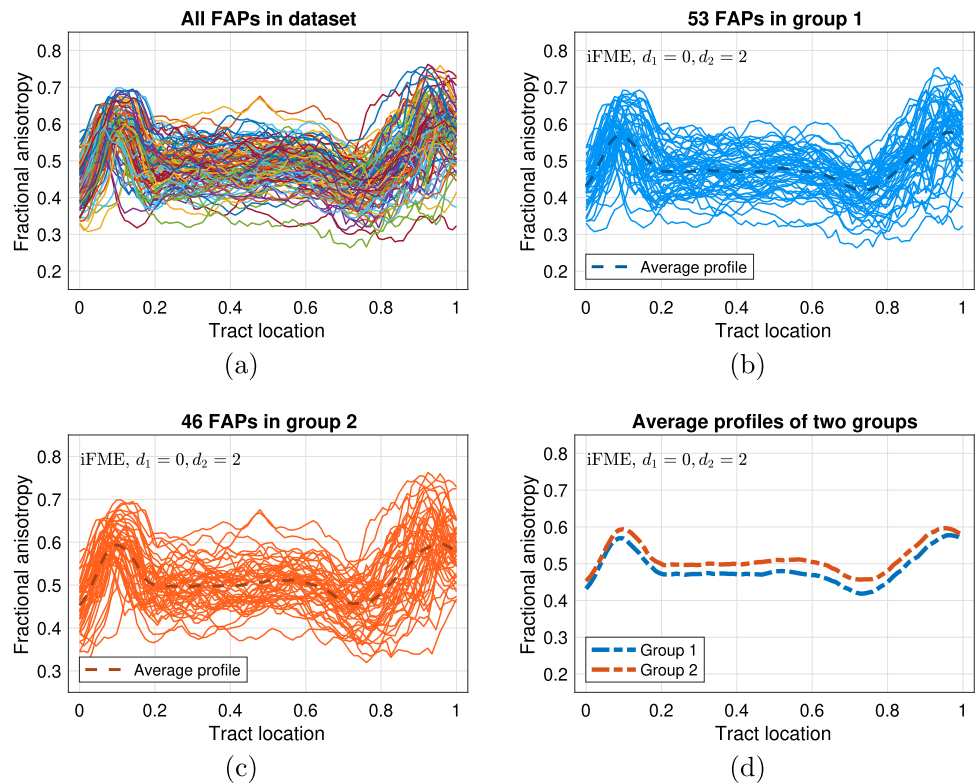 All FAPs in dataset
Fractional anisotropy
0.8
0.7
0.6
0.5
0.4
0.3
0.2
0 0.2 0.4 0.6 0.8 1
Tract location
(a)
53 FAPs in group 1
iFME, d₁ = 0, d₂ = 2
Fractional anisotropy
0.8
0.7
0.6
0.5
0.4
0.3
0.2
Average profile
0 0.2 0.4 0.6 0.8 1
Tract location
(b)
46 FAPs in group 2
iFME, d₁ = 0, d₂ = 2
Fractional anisotropy
0.8
0.7
0.6
0.5
0.4
0.3
Average profile
0 0.2 0.4 0.6 0.8 1
Tract location
(c)
Average profiles of two groups
iFME, d₁ = 0, d₂ = 2
Fractional anisotropy
0.8
0.7
0.6
0.5
0.4
0.3
0.2
Group 1
Group 2
0 0.2 0.4 0.6 0.8 1
Tract location
(d)